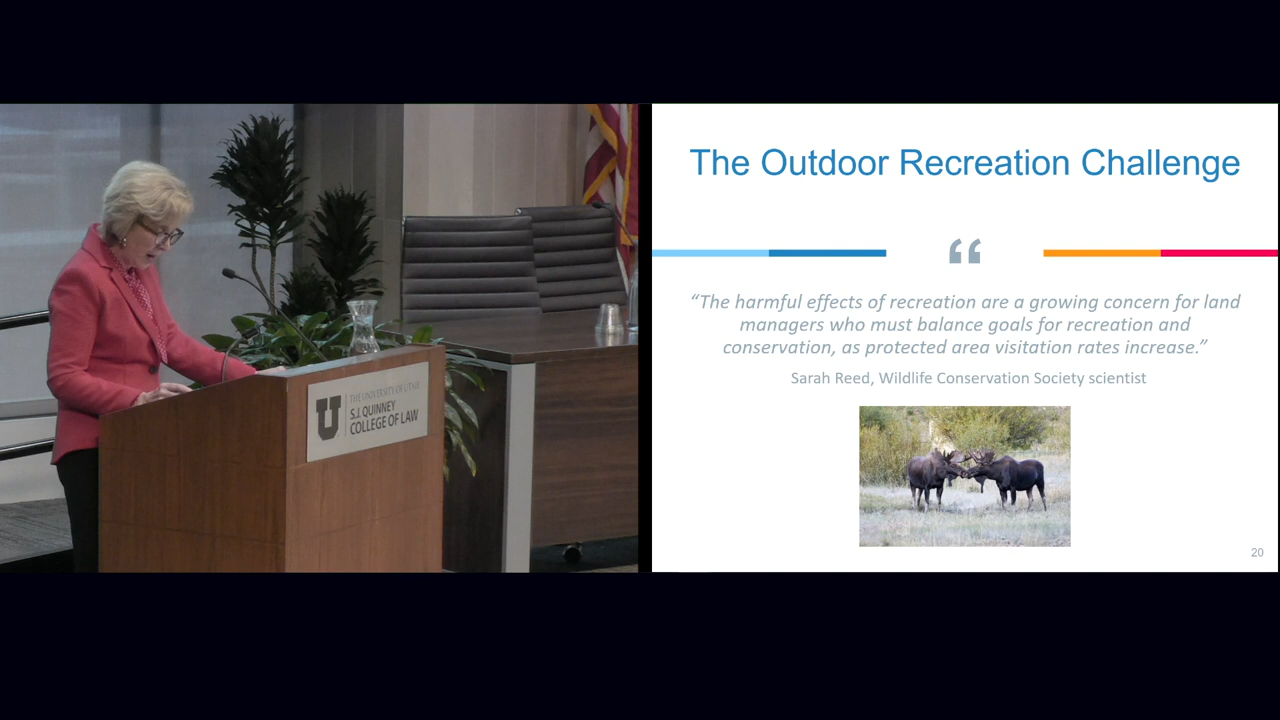 THE UNIVERSITY OF UTAH
S.J. QUINNEY
COLLEGE OF LAW
The Outdoor Recreation Challenge
“
“The harmful effects of recreation are a growing concern for land
managers who must balance goals for recreation and
conservation, as protected area visitation rates increase.”
Sarah Reed, Wildlife Conservation Society scientist
20